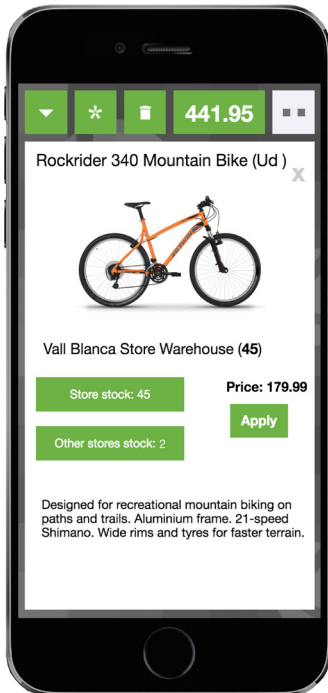 441.95
Rockrider 340 Mountain Bike (Ud )
X
Vall Blanca Store Warehouse (45)
Store stock: 45
Price: 179.99
Apply
Other stores stock: 2
Designed for recreational mountain biking on
paths and trails. Aluminium frame. 21-speed
Shimano. Wide rims and tyres for faster terrain.